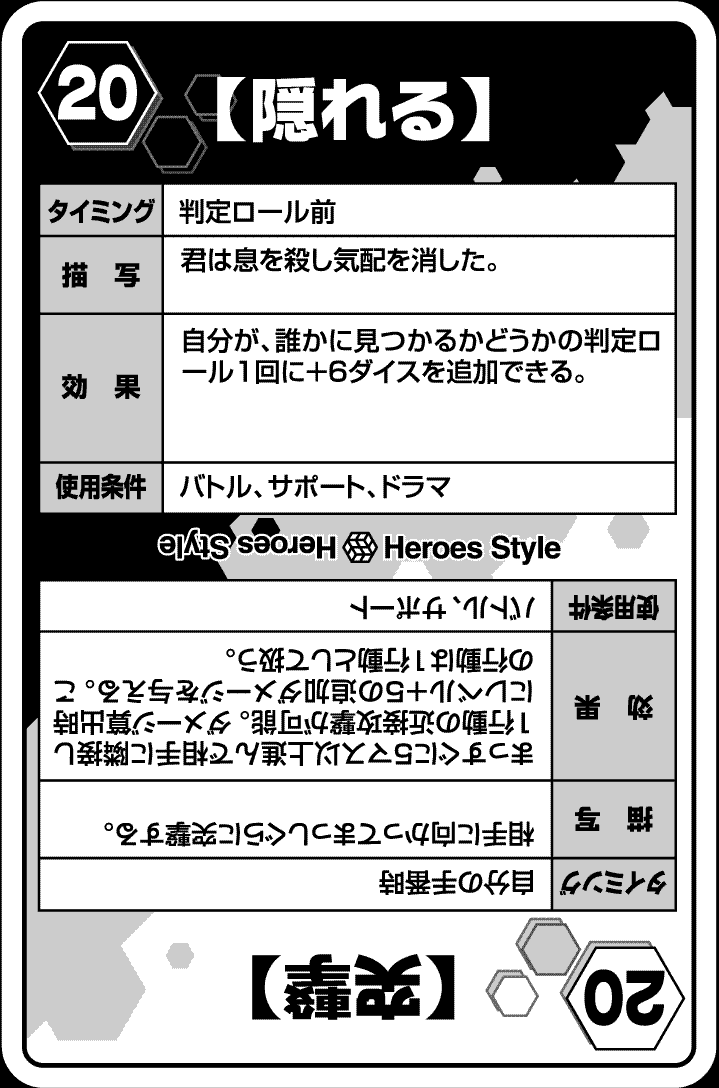 20
【隠れる】
タイミング 判定ロール前
描 写 君は息を殺し気配を消した。
効 果 自分が、誰かに見つかるかどうかの判定ロ
ール1回に+6ダイスを追加できる。
使用条件 バトル、サポート、ドラマ
Heroes Style
Heroes Style
20
【突撃】
タイミング 自分の手番時
描 写 相手に向かってまっしぐらに突撃する。
効 果 まっすぐに5マス以上進んで相手に隣接し
1行動の近接攻撃が可能。ダメージ算出時
にレベル+5の追加ダメージを与える。こ
の行動は1行動として扱う。
使用条件 バトル、サポート